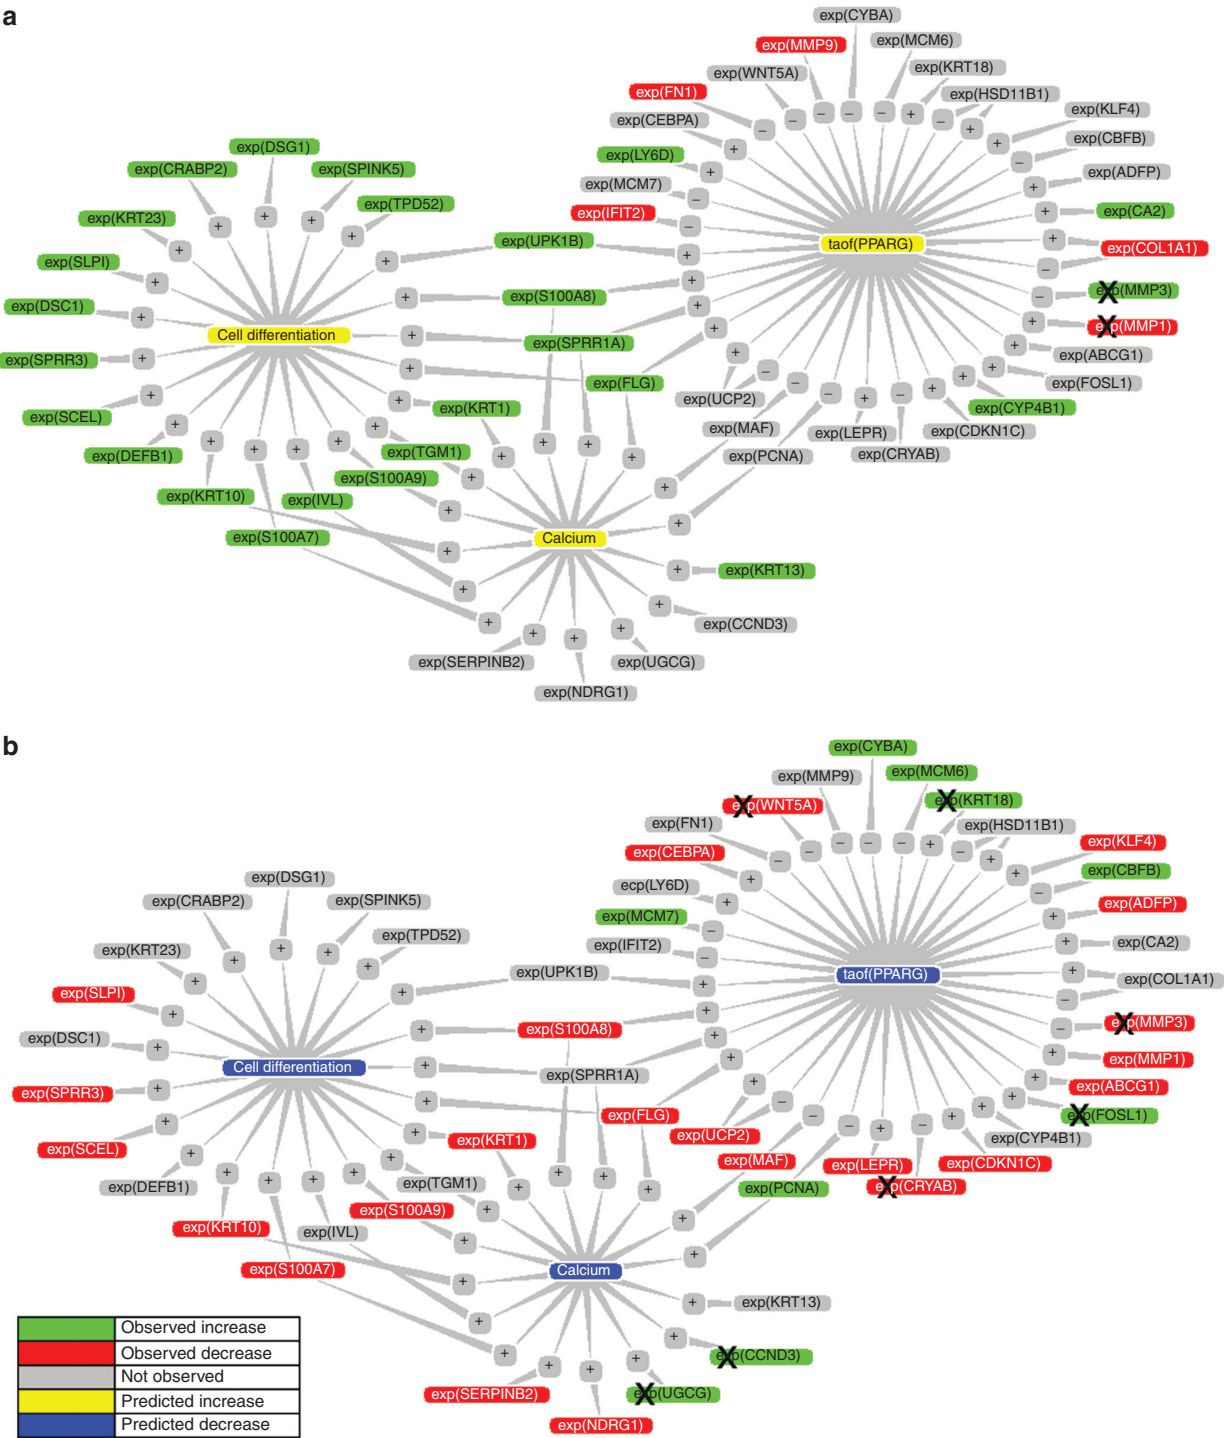 a
exp(CYBA)
exp(MMP9)
exp(MCM6)
exp(WNT5A)
exp(KRT18)
exp(FN1)
exp(HSD11B1)
exp(CEBPA)
exp(KLF4)
exp(DSG1)
exp(CBFB)
exp(LY6D)
exp(CRABP2)
exp(SPINK5)
exp(ADFP)
exp(MCM7)
exp(TPD52)
exp(IFIT2)
exp(CA2)
exp(KRT23)
exp(UPK1B)
taof(PPARG)
exp(COL1A1)
exp(SLPI)
exp(MMP3)
exp(S100A8)
exp(DSC1)
exp(MMP1)
Cell differentiation
exp(SPRR1A)
exp(ABCG1)
exp(SPRR3)
exp(FLG)
exp(FOSL1)
exp(UCP2)
exp(KRT1)
exp(CYP4B1)
exp(SCEL)
exp(MAF)
exp(LEPR)
exp(CDKN1C)
exp(DEFB1)
exp(TGM1)
exp(PCNA)
exp(CRYAB)
exp(S100A9)
exp(KRT10)
exp(IVL)
exp(S100A7)
Calcium
exp(KRT13)
exp(CCND3)
exp(SERPINB2)
exp(UGCG)
exp(NDRG1)
b
exp(CYBA)
exp(MCM6)
exp(MMP9)
exp(KRT18)
exp(WNT5A)
exp(FN1)
exp(HSD11B1)
exp(KLF4)
exp(CEBPA)
exp(CBFB)
exp(DSG1)
ecp(LY6D)
exp(CRABP2)
exp(SPINK5)
exp(ADFP)
exp(MCM7)
exp(TPD52)
exp(IFIT2)
exp(CA2)
exp(KRT23)
exp(UPK1B)
taof(PPARG)
exp(COL1A1)
exp(SLPI)
exp(MMP3)
exp(S100A8)
exp(DSC1)
exp(MMP1)
Cell differentiation
exp(SPRR1A)
exp(ABCG1)
exp(SPRR3)
exp(FLG)
exp(FOSL1)
exp(UCP2)
exp(KRT1)
exp(CYP4B1)
exp(SCEL)
exp(MAF)
exp(LEPR)
exp(CDKN1C)
exp(DEFB1)
exp(TGM1)
exp(PCNA)
exp(CRYAB)
exp(S100A9)
exp(KRT10)
exp(IVL)
exp(S100A7)
Calcium
exp(KRT13)
exp(CCND3)
exp(SERPINB2)
exp(UGCG)
exp(NDRG1)
Observed increase
Observed decrease
Not observed
Predicted increase
Predicted decrease